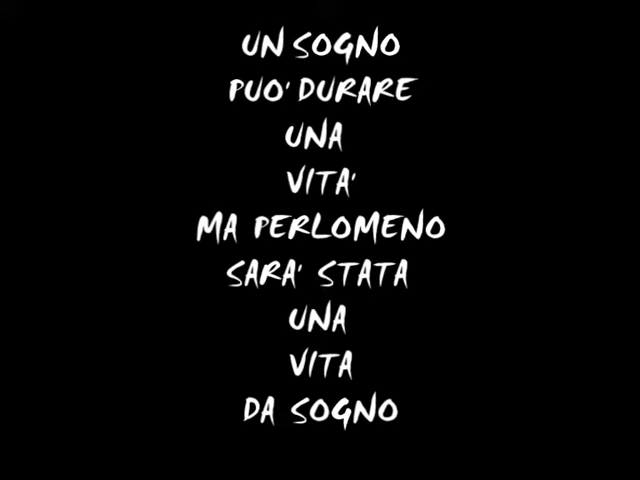 UN SOGNO
PUO' DURARE
UNA
VITA'
MA PERLOMENO
SARA' STATA
UNA
VITA
DA SOGNO